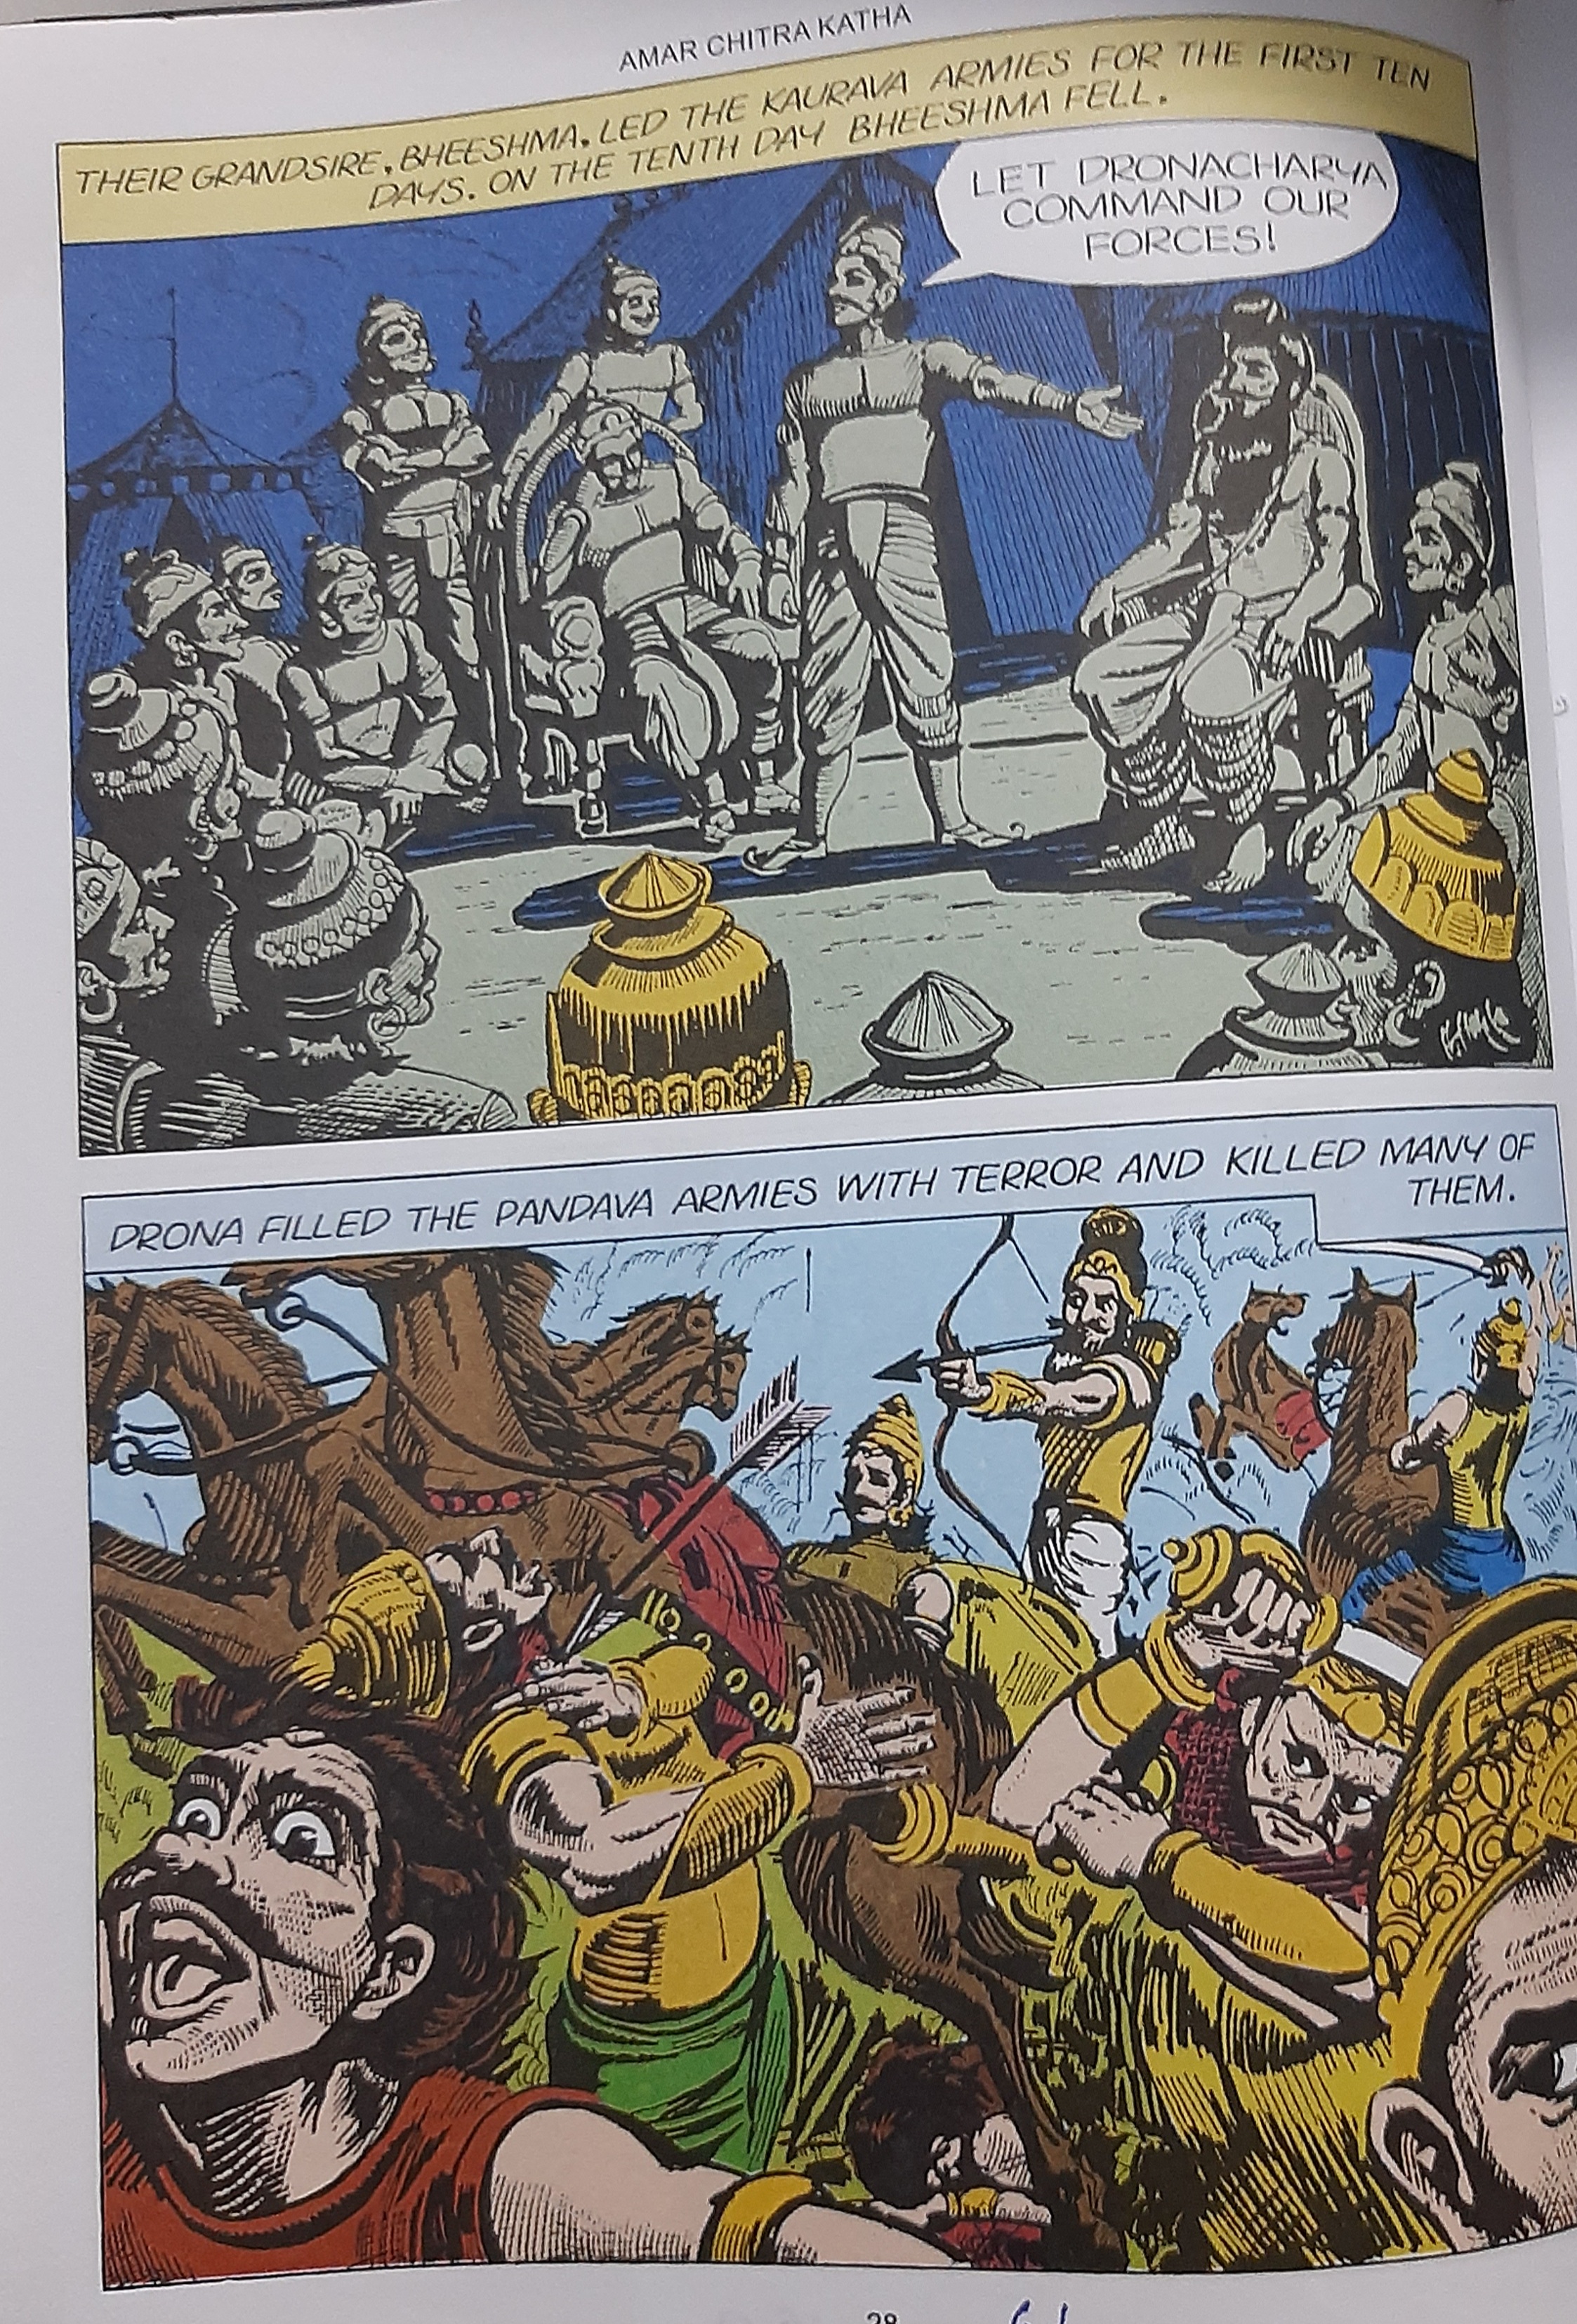 AMAR CHITRA KATHA
THEIR GRANDSIRE, BHEESHMA, LED THE KAURAVA ARMIES FOR THE FIRST TEN
DAYS. ON THE TENTH DAY BHEESHMA FELL.
LET DRONACHARYA
COMMAND OUR
FORCES!
DRONA FILLED THE PANDAVA ARMIES WITH TERROR AND KILLED MANY OF
THEM.
28